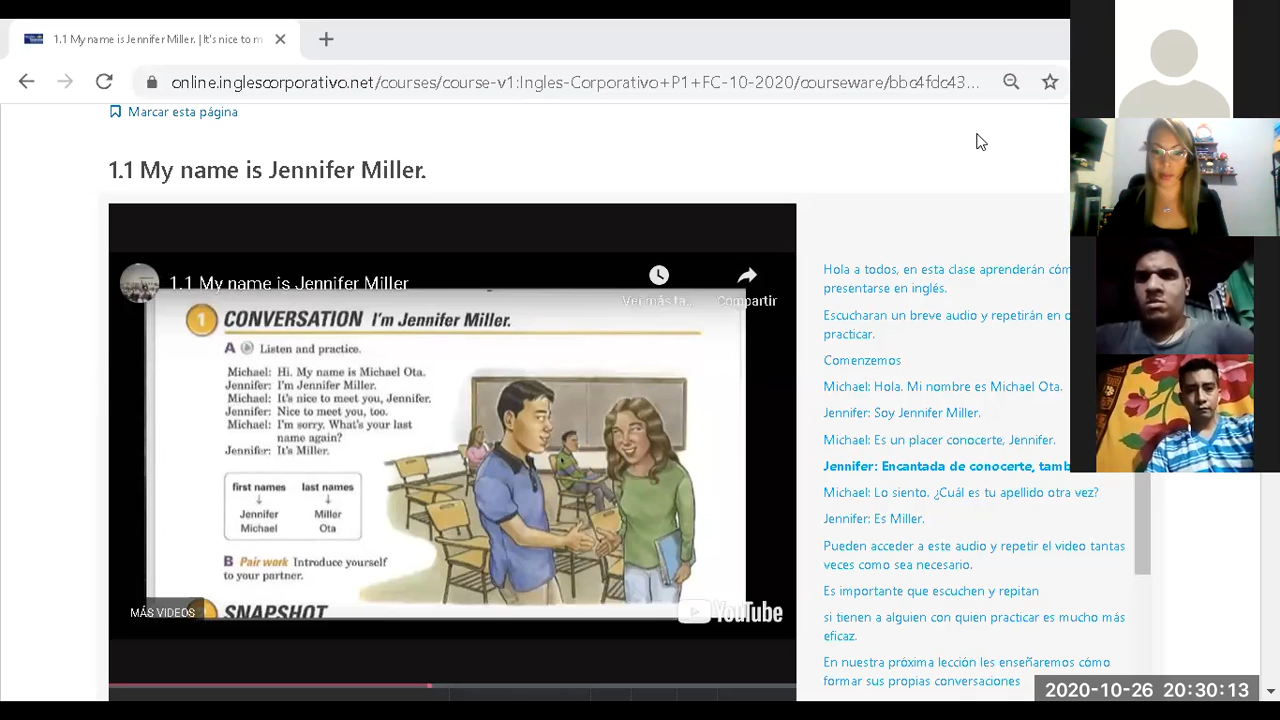 1.1 My name is Jennifer Miller. | It's nice to m
online.inglescorporativo.net/courses/course-v1:Ingles-Corporativo+P1+FC-10-2020/courseware/bbc4fdc43...
Marcar esta página
1.1 My name is Jennifer Miller.
1.1 My name is Jennifer Miller
Ver más ta...
Compartir
1 CONVERSATION I'm Jennifer Miller.
A Listen and practice.
Michael: Hi. My name is Michael Ota.
Jennifer: I'm Jennifer Miller.
Michael: It's nice to meet you, Jennifer.
Jennifer: Nice to meet you, too.
Michael: I'm sorry. What's your last
name again?
Jennifer: It's Miller.
first names last names
Jennifer Miller
Michael Ota
B Pair work Introduce yourself
to your partner.
SNAPSHOT
MÁS VIDEOS
YouTube
Hola a todos, en esta clase aprenderán cóm
presentarse en inglés.
Escucharan un breve audio y repetirán en
practicar.
Comenzemos
Michael: Hola. Mi nombre es Michael Ota.
Jennifer: Soy Jennifer Miller.
Michael: Es un placer conocerte, Jennifer.
Jennifer: Encantada de conocerte, tamb
Michael: Lo siento. ¿Cuál es tu apellido otra vez?
Jennifer: Es Miller.
Pueden acceder a este audio y repetir el video tantas
veces como sea necesario.
Es importante que escuchen y repitan
si tienen a alguien con quien practicar es mucho más
eficaz.
En nuestra próxima lección les enseñaremos cómo
formar sus propias conversaciones
2020-10-26 20:30:13